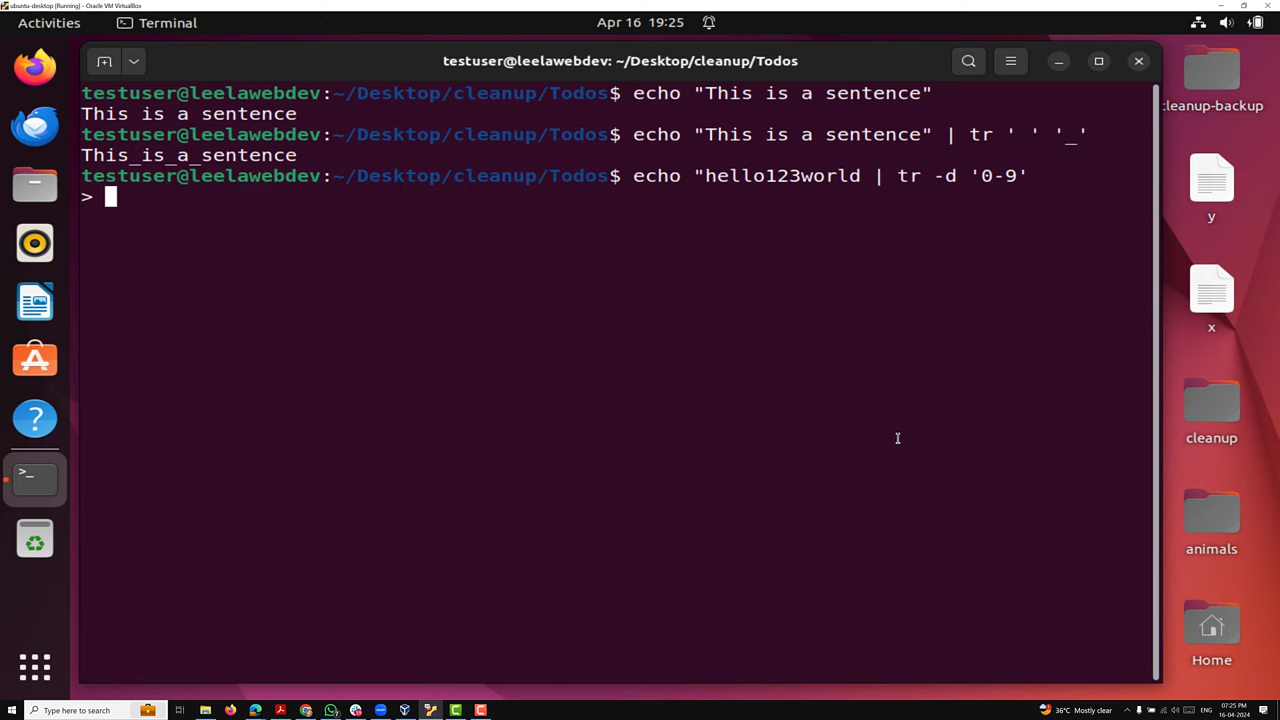 ubuntu-desktop [Running] - Oracle VM VirtualBox
Activities
Terminal
Apr 16 19:25
testuser@leelawebdev: ~/Desktop/cleanup/Todos
testuser@leelawebdev:~/Desktop/cleanup/Todos$ echo "This is a sentence"
This is a sentence
testuser@leelawebdev:~/Desktop/cleanup/Todos$ echo "This is a sentence" | tr ' ' '_'
This_is_a_sentence
testuser@leelawebdev:~/Desktop/cleanup/Todos$ echo "hello123world | tr -d '0-9'
>
cleanup-backup
y
x
cleanup
animals
Home
Type here to search
36°C Mostly clear
ENG
07:25 PM
16-04-2024